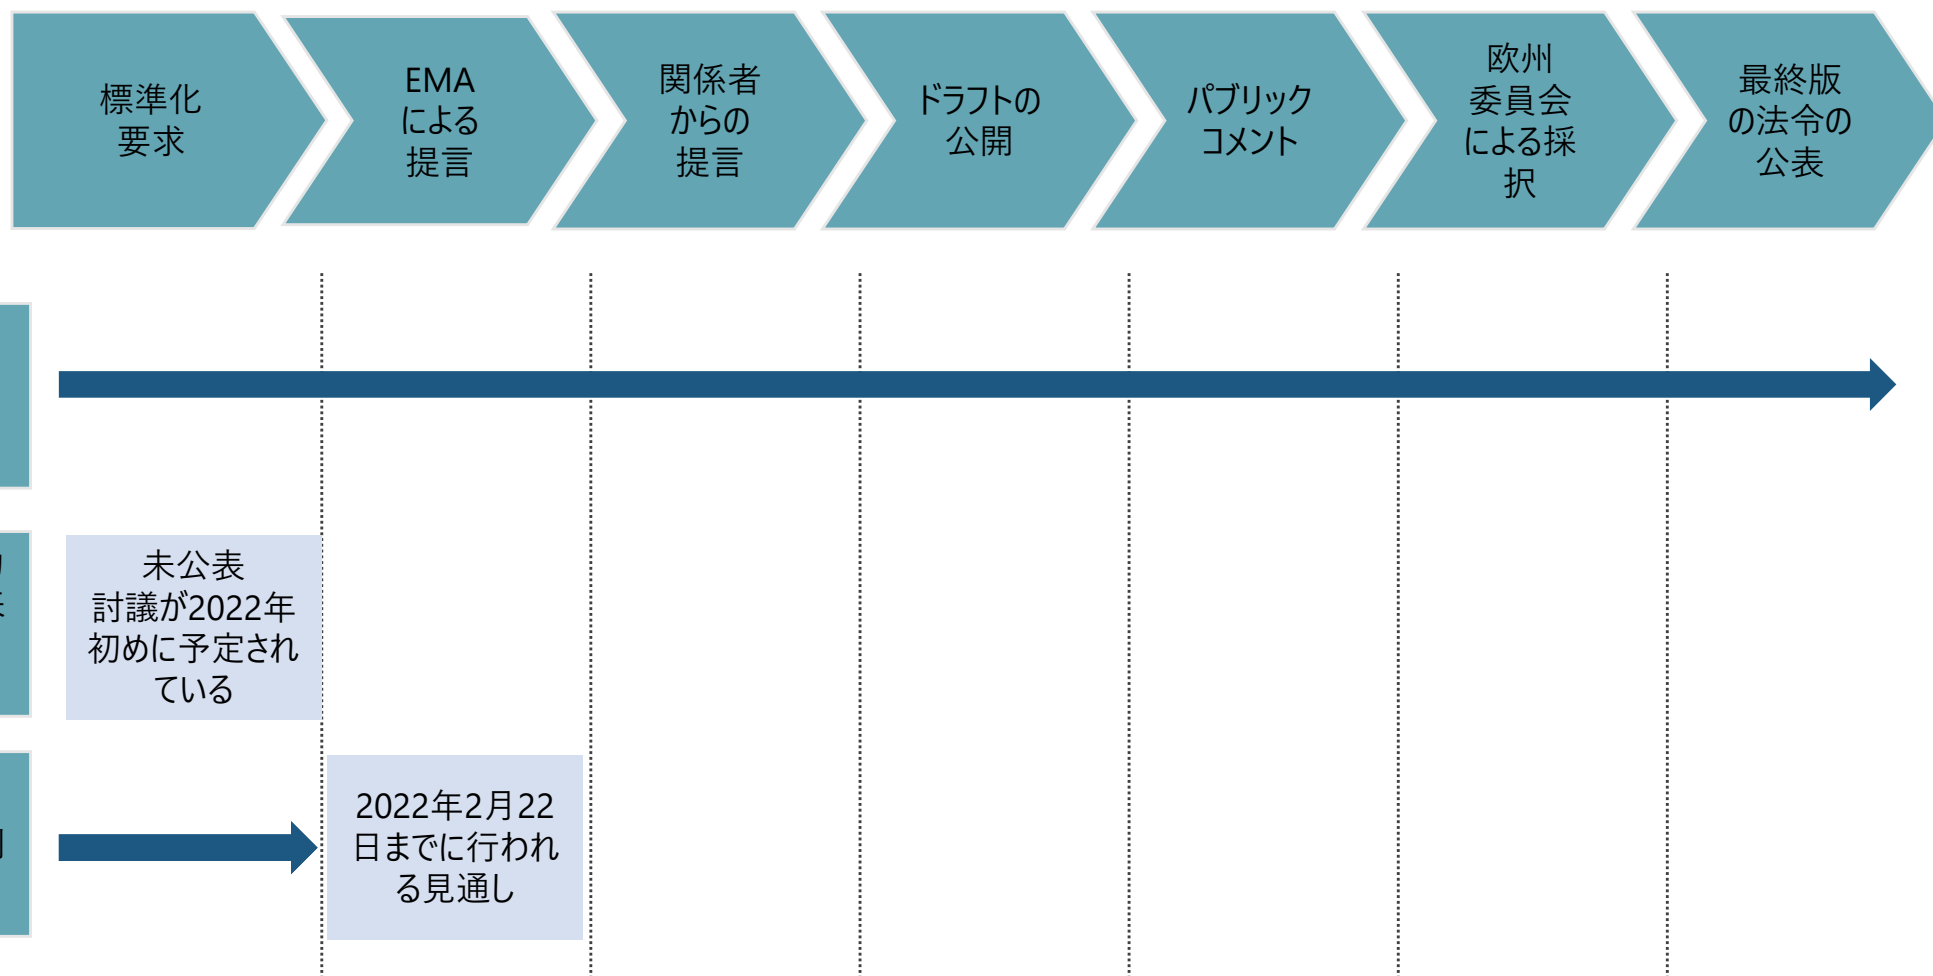 標準化
要求
EMA
による
提言
関係者
からの
提言
ドラフトの
公開
パブリック
コメント
欧州
委員会
による採
択
最終版
の法令の
公表
未公表
討議が2022年
初めに予定され
ている
2022年2月22
日までに行われ
る見通し